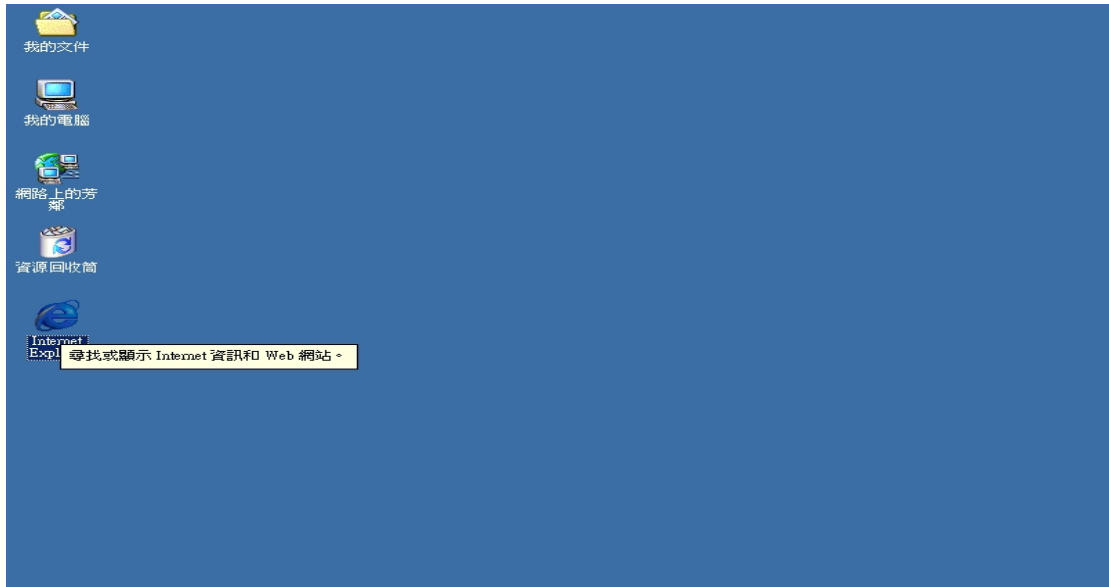 我的文件
我的電腦
網路上的芳
鄰
資源回收筒
Internet
Expl
尋找或顯示 Internet 資訊和 Web 網站。